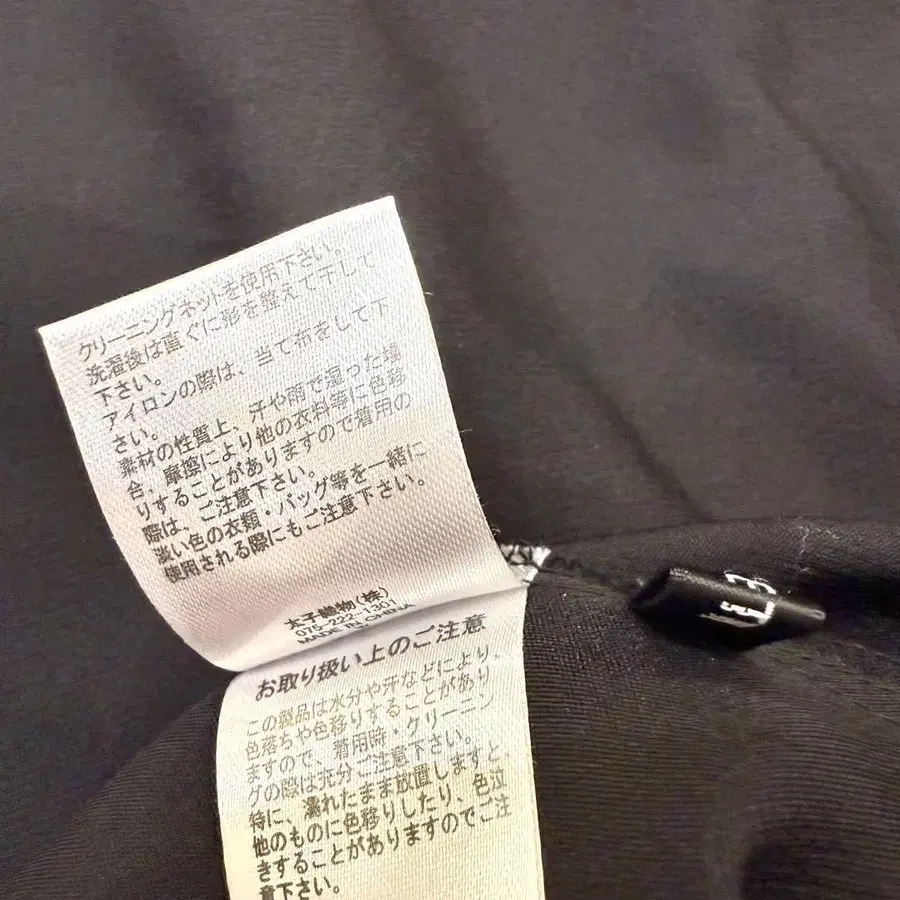 クリーニングネットを使用下さい。
洗濯後は直ぐに形を整えて干して
下さい。
アイロンの際は、当て布をして下
さい。
素材の性質上、汗や雨で湿った場
合、摩擦により他の衣料等に色移
りすることがありますので着用の
際は、ご注意下さい。
淡い色の衣類・バッグ等を一緒に
使用される際にもご注意下さい。
太子織物(株)
075-222-1301
MADE IN CHINA
お取り扱い上のご注意
この製品は水分や汗などにより、
色落ちや色移りすることがあり
ますので、着用時・クリーニン
グの際は充分ご注意下さい。
特に、濡れたまま放置しますと、
他のものに色移りしたり、色泣
きすることがありますのでご注
意下さい。